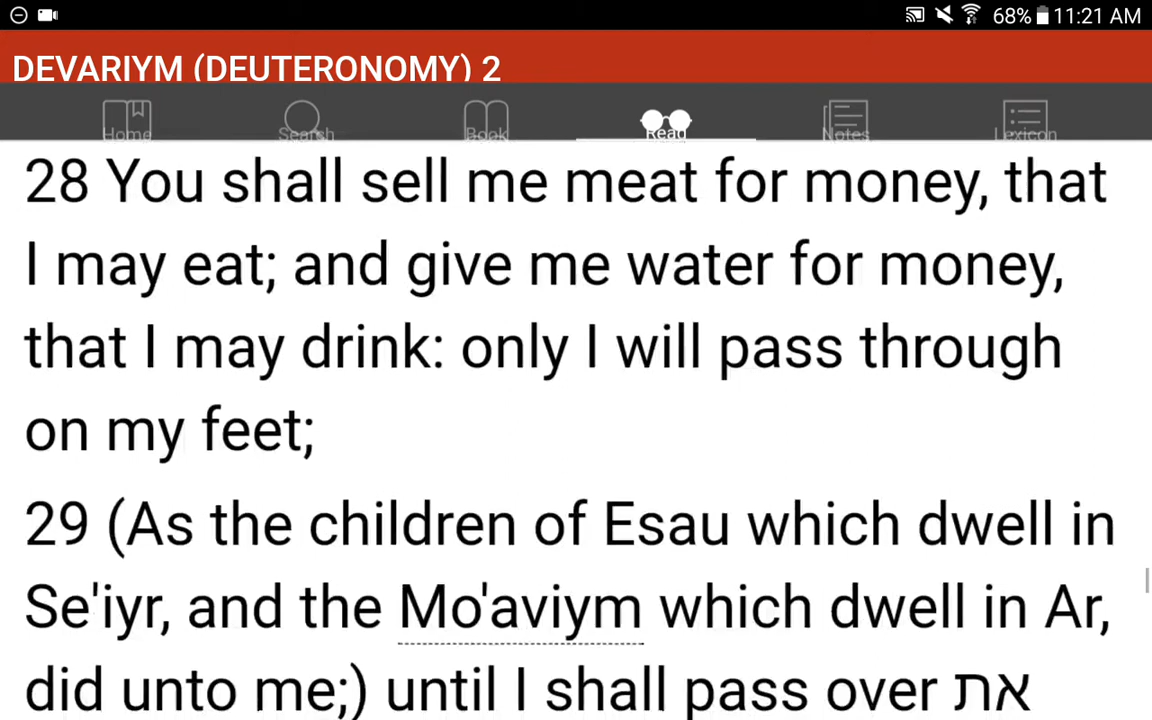 68% 11:21 AM
DEVARIYM (DEUTERONOMY) 2
Home Search Book Read Notes Lexicon
28 You shall sell me meat for money, that
I may eat; and give me water for money,
that I may drink: only I will pass through
on my feet;
29 (As the children of Esau which dwell in
Se'iyr, and the Mo'aviym which dwell in Ar,
did unto me;) until I shall pass over את